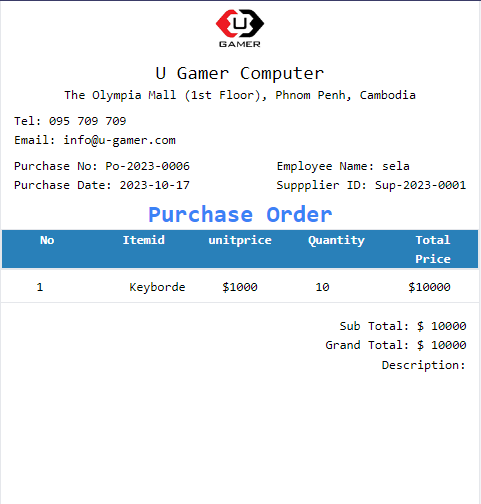 U
GAMER
U Gamer Computer
The Olympia Mall (1st Floor), Phnom Penh, Cambodia
Tel: 095 709 709
Email: info@u-gamer.com
Purchase No: Po-2023-0006 Employee Name: sela
Purchase Date: 2023-10-17 Suppplier ID: Sup-2023-0001
Purchase Order
No Itemid unitprice Quantity Total
Price
1 Keyborde $1000 10 $10000
Sub Total: $ 10000
Grand Total: $ 10000
Description: